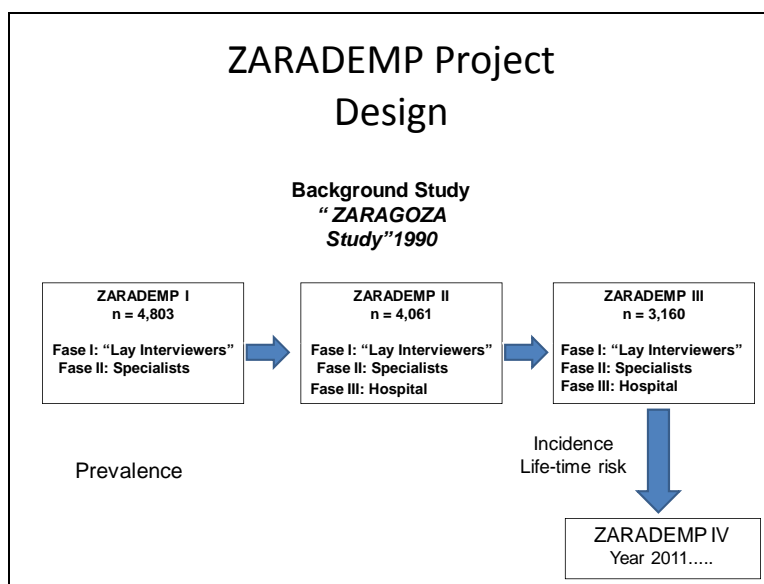 ZARADEMP Project
Design
Background Study
“ ZARAGOZA
Study”1990
ZARADEMP I
n = 4,803
Fase I: “Lay Interviewers”
Fase II: Specialists
ZARADEMP II
n = 4,061
Fase I: “Lay Interviewers”
Fase II: Specialists
Fase III: Hospital
ZARADEMP III
n = 3,160
Fase I: “Lay Interviewers”
Fase II: Specialists
Fase III: Hospital
Prevalence
Incidence
Life-time risk
ZARADEMP IV
Year 2011.....